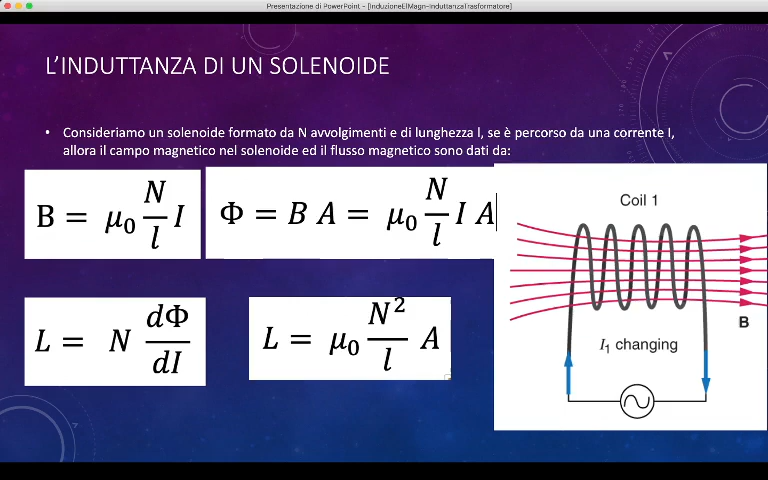 Presentazione di PowerPoint - [InduzioneElMagn-InduttanzaTrasformatore]
L'INDUTTANZA DI UN SOLENOIDE
• Consideriamo un solenoide formato da N avvolgimenti e di lunghezza l, se è percorso da una corrente I,
allora il campo magnetico nel solenoide ed il flusso magnetico sono dati da:
B = μ₀ N/l I
Φ = B A = μ₀ N/l I A
Coil 1
L = N dΦ/dI
L = μ₀ N²/l A
B
I₁ changing